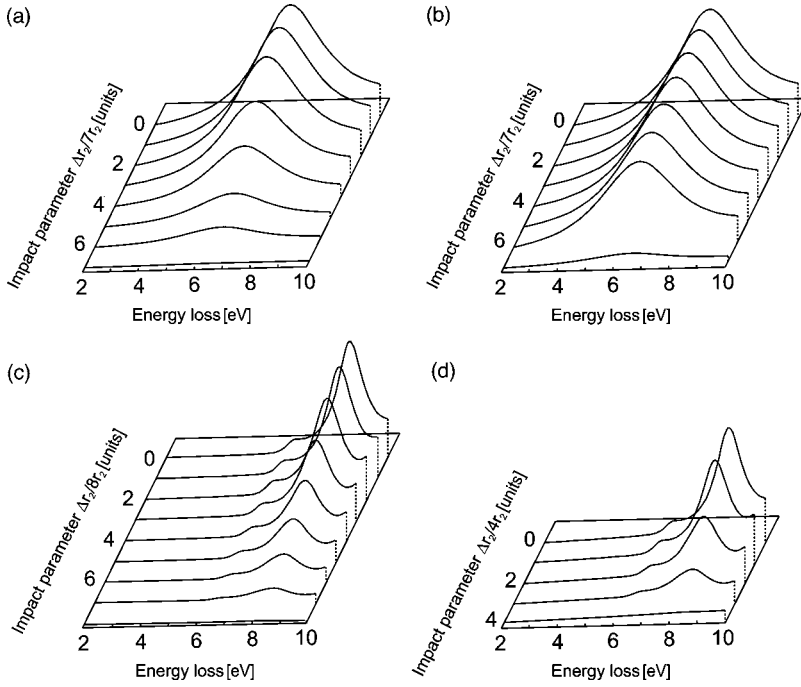 (a)
Impact parameter Δr₂/7r₂ [units]
0
2
4
6
2 4 6 8 10
Energy loss [eV]
(b)
Impact parameter Δr₂/7r₂ [units]
0
2
4
6
2 4 6 8 10
Energy loss [eV]
(c)
Impact parameter Δr₂/8r₂ [units]
0
2
4
6
2 4 6 8 10
Energy loss [eV]
(d)
Impact parameter Δr₂/4r₂ [units]
0
2
4
2 4 6 8 10
Energy loss [eV]